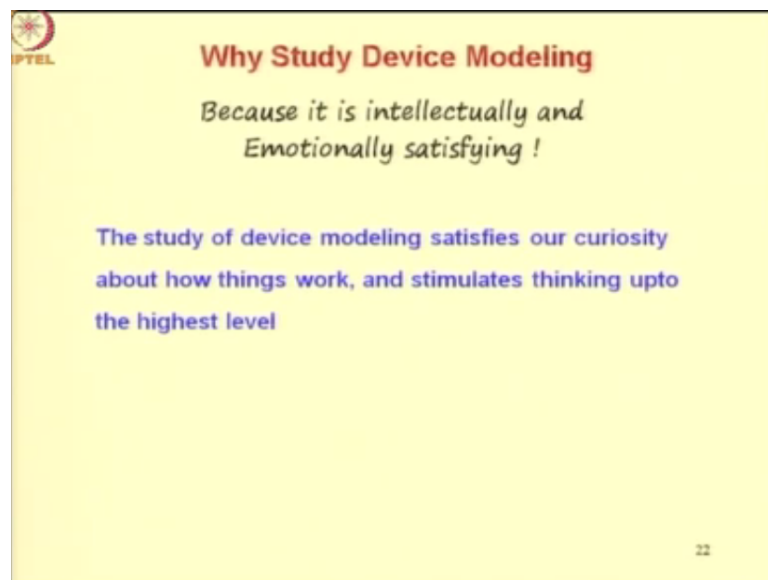 PTEL
Why Study Device Modeling
Because it is intellectually and
Emotionally satisfying !
The study of device modeling satisfies our curiosity
about how things work, and stimulates thinking upto
the highest level
22